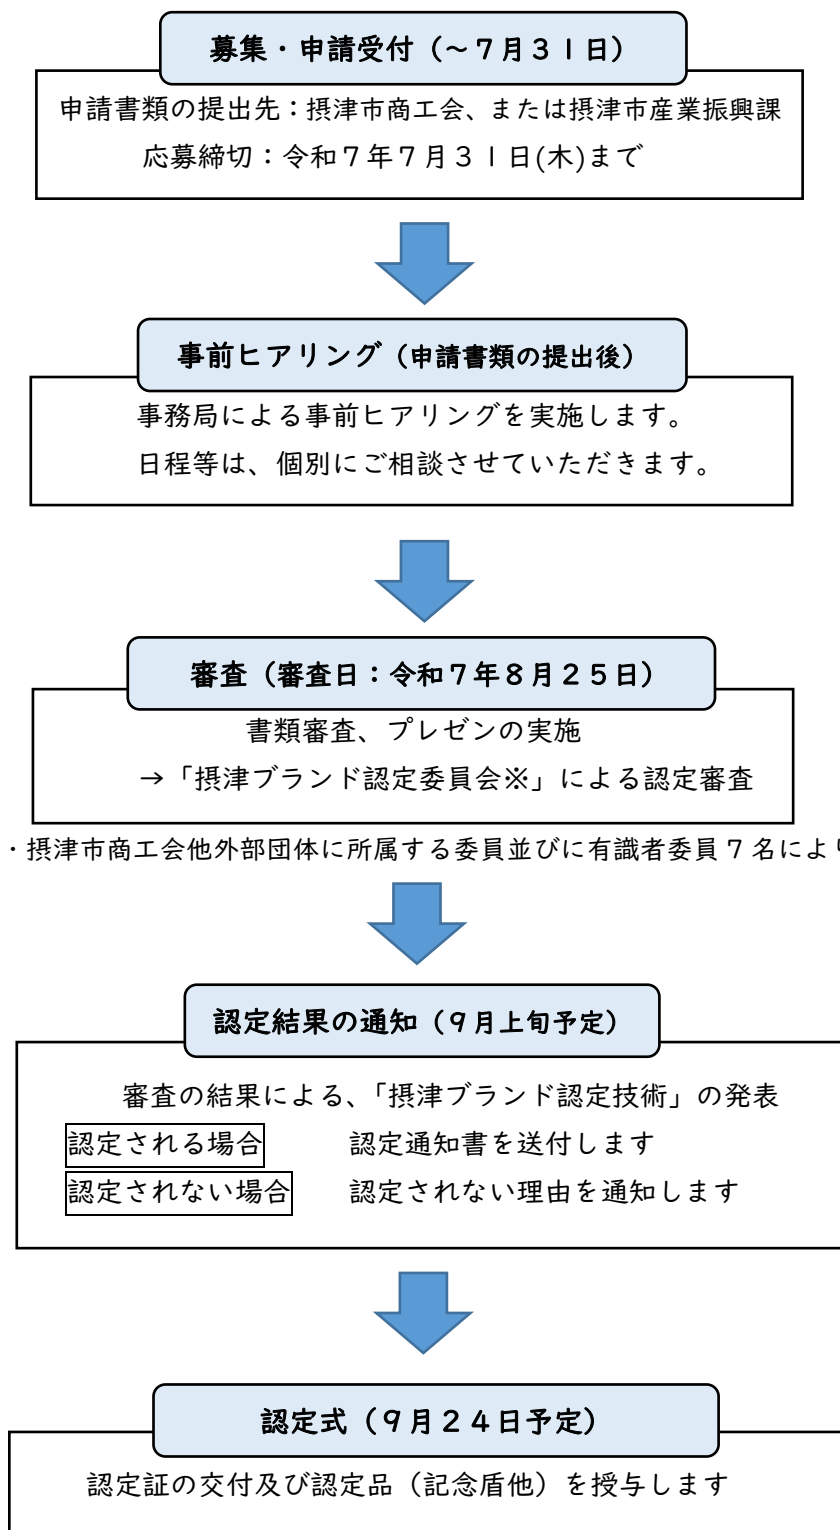 募集・申請受付（～７月３１日）
申請書類の提出先：摂津市商工会、または摂津市産業振興課
応募締切：令和７年７月３１日(木)まで
事前ヒアリング（申請書類の提出後）
事務局による事前ヒアリングを実施します。
日程等は、個別にご相談させていただきます。
審査（審査日：令和７年８月２５日）
書類審査、プレゼンの実施
→「摂津ブランド認定委員会※」による認定審査
・摂津市商工会他外部団体に所属する委員並びに有識者委員７名により
認定結果の通知（９月上旬予定）
審査の結果による、「摂津ブランド認定技術」の発表
認定される場合　認定通知書を送付します
認定されない場合　認定されない理由を通知します
認定式（９月２４日予定）
認定証の交付及び認定品（記念盾他）を授与します